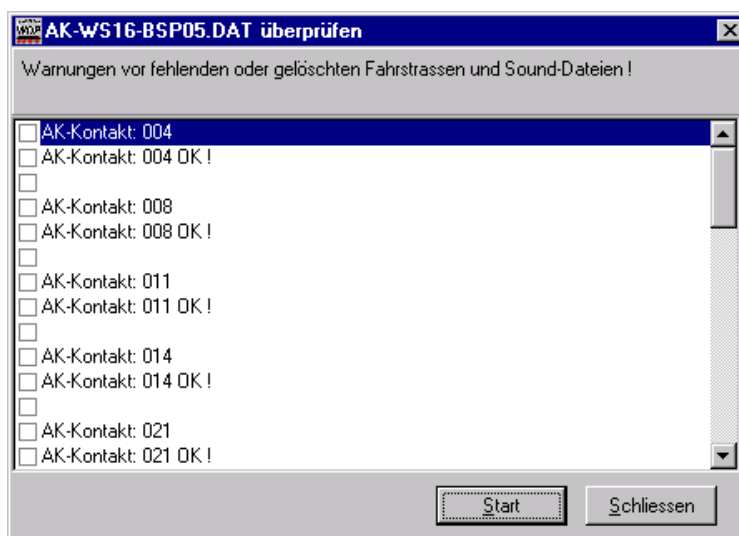 AK-WS16-BSP05.DAT überprüfen
Warnungen vor fehlenden oder gelöschten Fahrstrassen und Sound-Dateien !
AK-Kontakt: 004
AK-Kontakt: 004 OK !
AK-Kontakt: 008
AK-Kontakt: 008 OK !
AK-Kontakt: 011
AK-Kontakt: 011 OK !
AK-Kontakt: 014
AK-Kontakt: 014 OK !
AK-Kontakt: 021
AK-Kontakt: 021 OK !
Start
Schliessen